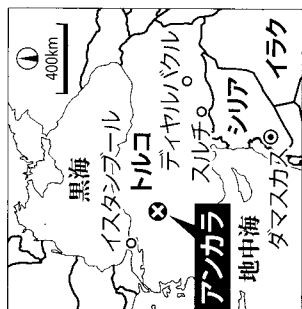 400km
黒海
イスタンブール
トルコ
ディヤルバクル
スルチ
シリア
イラク
アンカラ
地中海
ダマスカス